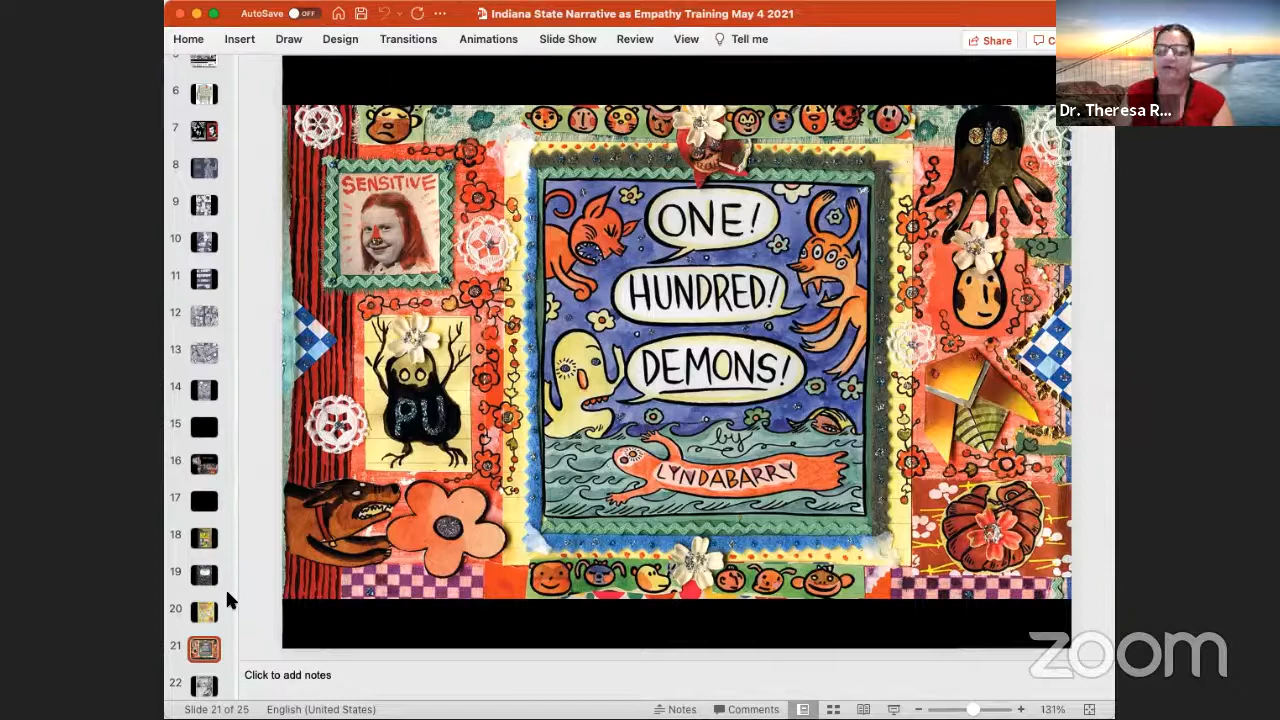 AutoSave OFF
Indiana State Narrative as Empathy Training May 4 2021
Home Insert Draw Design Transitions Animations Slide Show Review View Tell me
Share
Dr. Theresa R...
6
7
8
9
10
11
12
13
14
15
16
17
18
19
20
21
22
SENSITIVE
PU
ONE!
HUNDRED!
DEMONS!
by
LYNDABARRY
zoom
Click to add notes
Slide 21 of 25 English (United States) Notes Comments 131%